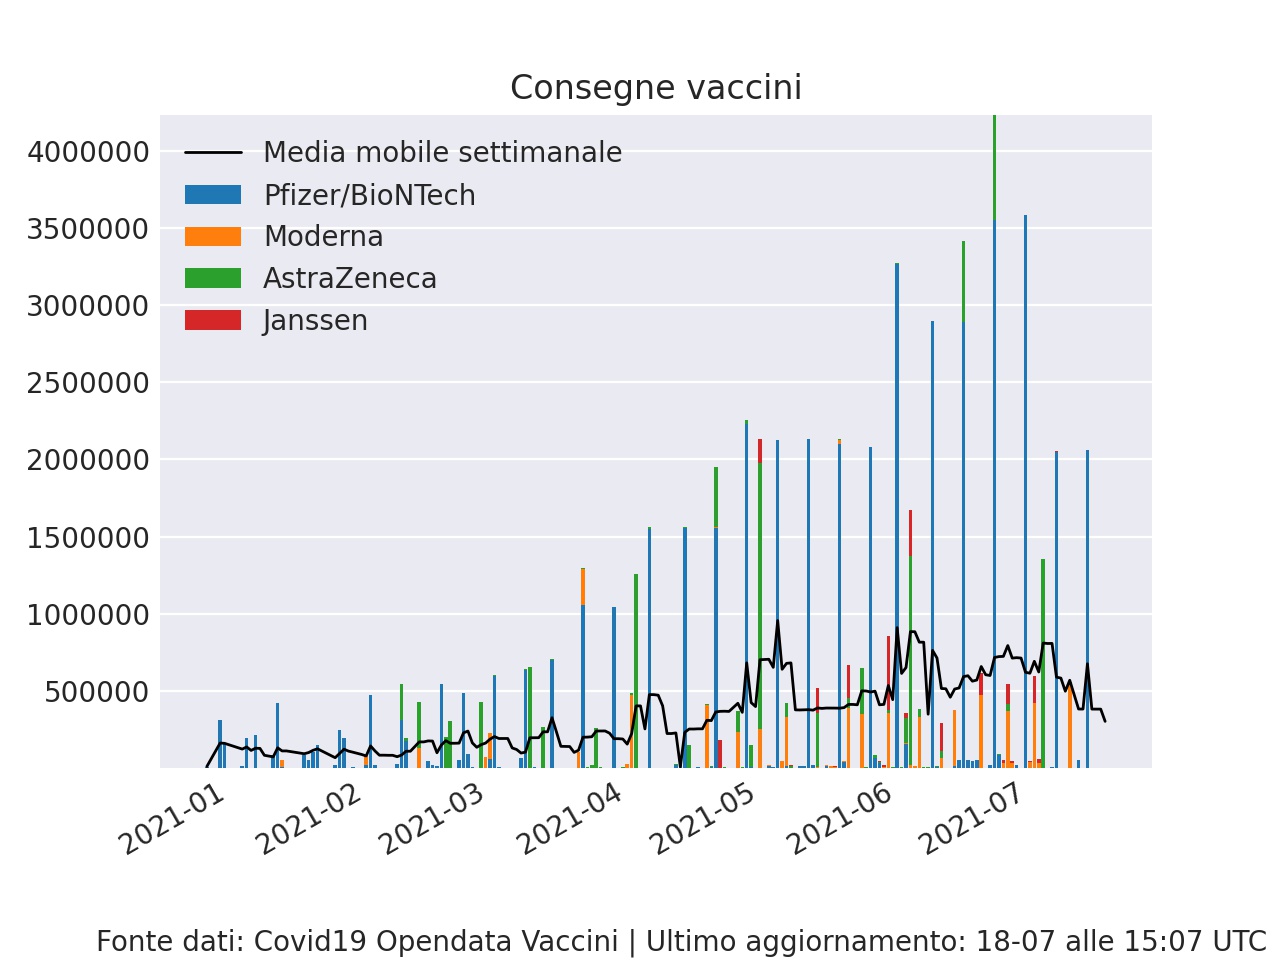 Consegne vaccini
4000000
3500000
3000000
2500000
2000000
1500000
1000000
500000
Media mobile settimanale
Pfizer/BioNTech
Moderna
AstraZeneca
Janssen
2021-01
2021-02
2021-03
2021-04
2021-05
2021-06
2021-07
Fonte dati: Covid19 Opendata Vaccini | Ultimo aggiornamento: 18-07 alle 15:07 UTC